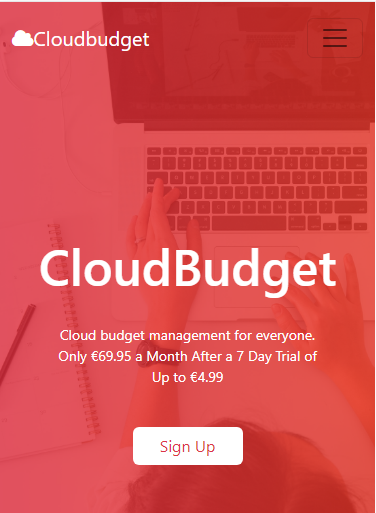 Cloudbudget
CloudBudget
Cloud budget management for everyone.
Only €69.95 a Month After a 7 Day Trial of
Up to €4.99
Sign Up